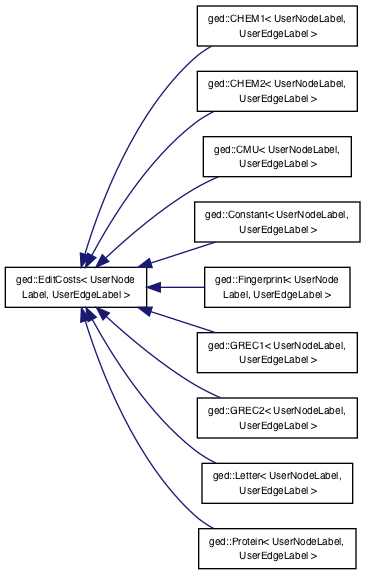 ged::CHEM1< UserNodeLabel,
UserEdgeLabel >
ged::CHEM2< UserNodeLabel,
UserEdgeLabel >
ged::CMU< UserNodeLabel,
UserEdgeLabel >
ged::Constant< UserNodeLabel,
UserEdgeLabel >
ged::EditCosts< UserNode
Label, UserEdgeLabel >
ged::Fingerprint< UserNode
Label, UserEdgeLabel >
ged::GREC1< UserNodeLabel,
UserEdgeLabel >
ged::GREC2< UserNodeLabel,
UserEdgeLabel >
ged::Letter< UserNodeLabel,
UserEdgeLabel >
ged::Protein< UserNodeLabel,
UserEdgeLabel >